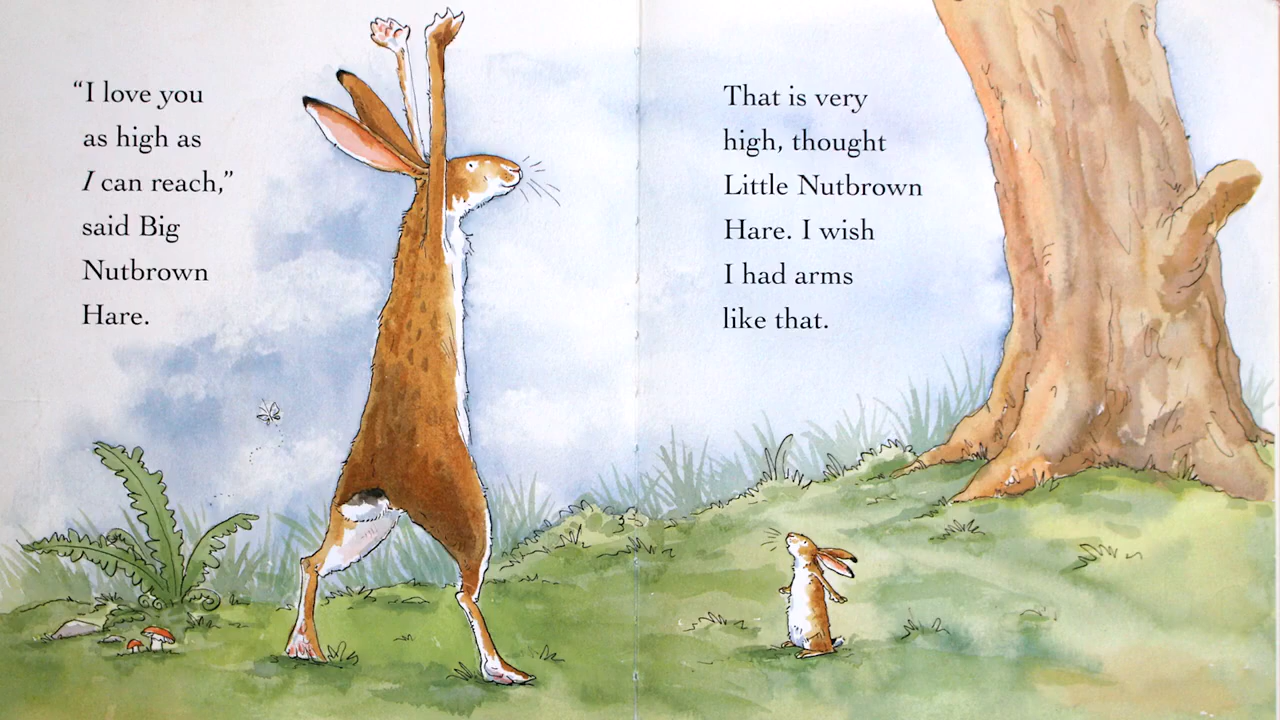 “I love you
as high as
I can reach,”
said Big
Nutbrown
Hare.
That is very
high, thought
Little Nutbrown
Hare. I wish
I had arms
like that.